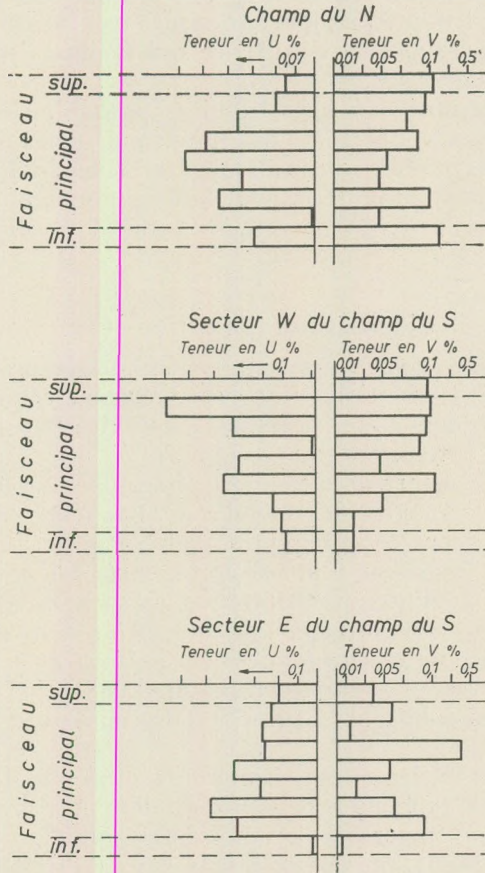 Champ du N
Teneur en U % Teneur en V %
0,07 0,01 0,05 0,1 0,5
sup.
Faisceau
principal
inf.
Secteur W du champ du S
Teneur en U % Teneur en V %
0,1 0,01 0,05 0,1 0,5
sup.
Faisceau
principal
inf.
Secteur E du champ du S
Teneur en U % Teneur en V %
0,1 0,01 0,05 0,1 0,5
sup.
Faisceau
principal
inf.